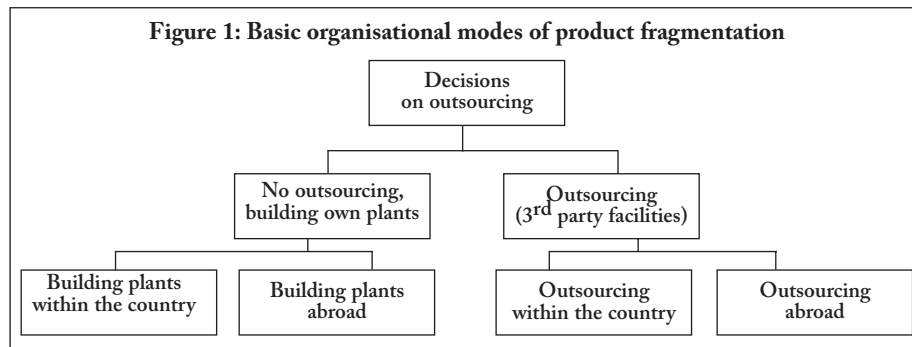 Figure 1: Basic organisational modes of product fragmentation
Decisions
on outsourcing
No outsourcing,
building own plants
Outsourcing
(3rd party facilities)
Building plants
within the country
Building plants
abroad
Outsourcing
within the country
Outsourcing
abroad